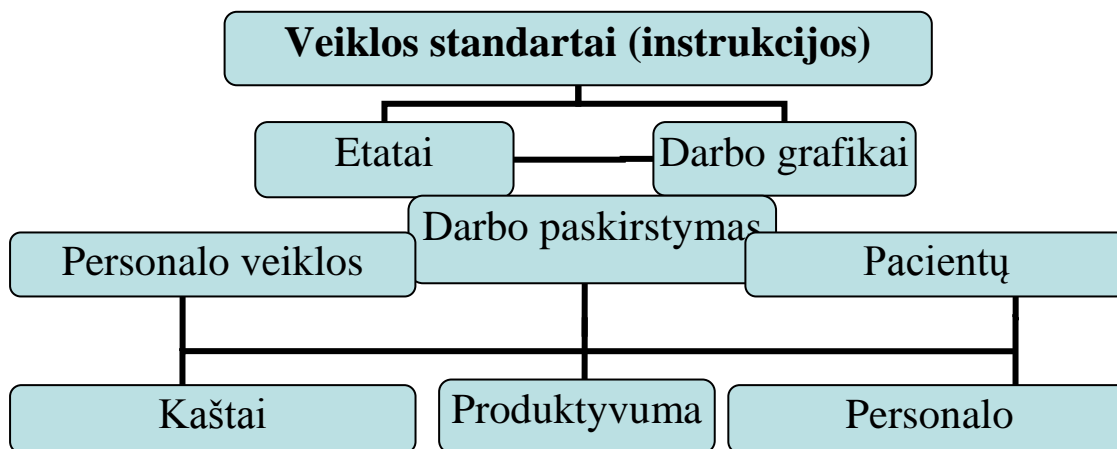 Veiklos standartai (instrukcijos)
Etatai
Darbo grafikai
Darbo paskirstymas
Personalo veiklos
Pacientų
Kaštai
Produktyvuma
Personalo